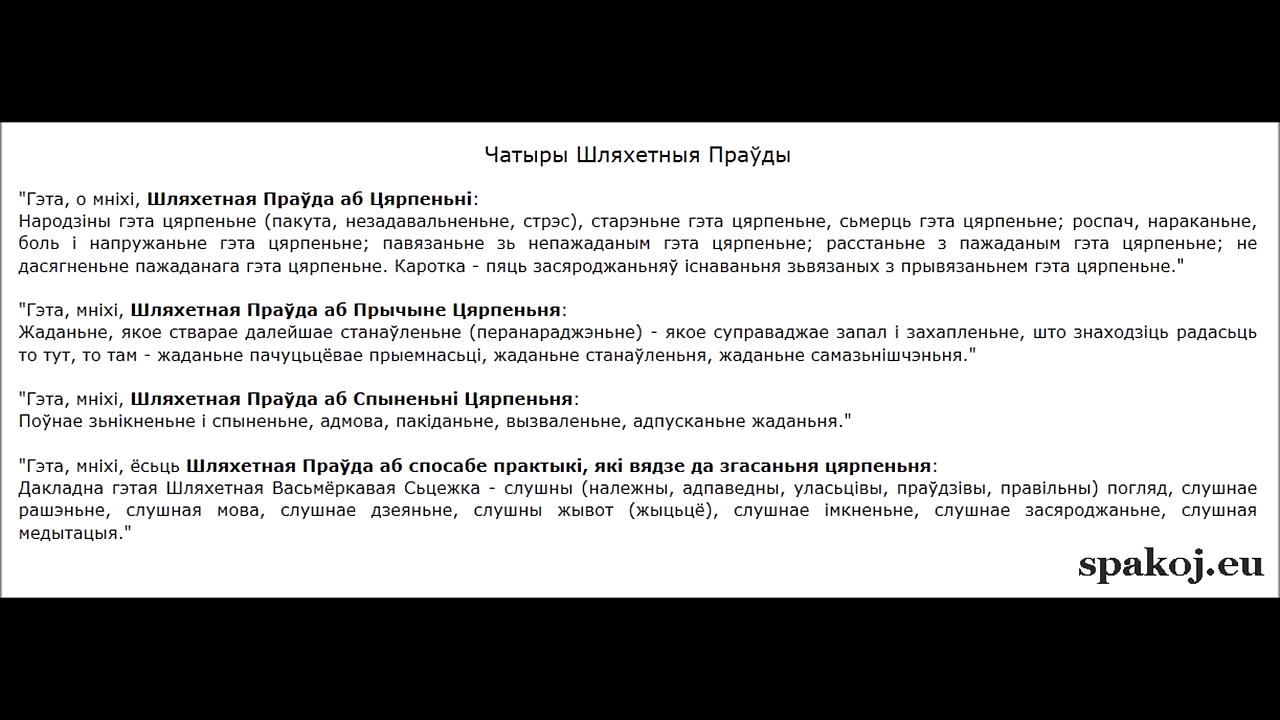 Чатыры Шляхетныя Праўды
"Гэта, о мніхі, Шляхетная Праўда аб Цярпеньні:
Народзіны гэта цярпеньне (пакута, незадавальненьне, стрэс), старэньне гэта цярпеньне, сьмерць гэта цярпеньне; роспач, нараканьне,
боль і напружаньне гэта цярпеньне; павязаньне зь непажаданым гэта цярпеньне; расстаньне з пажаданым гэта цярпеньне; не
дасягненьне пажаданага гэта цярпеньне. Каротка - пяць засяроджаньняў існаваньня зьвязаных з прывязаньнем гэта цярпеньне."
"Гэта, мніхі, Шляхетная Праўда аб Прычыне Цярпеньня:
Жаданьне, якое стварае далейшае станаўленьне (перанараджэньне) - якое суправаджае запал і захапленьне, што знаходзіць радасьць
то тут, то там - жаданьне пачуцьцёвае прыемнасьці, жаданьне станаўленьня, жаданьне самазьнішчэньня."
"Гэта, мніхі, Шляхетная Праўда аб Спыненьні Цярпеньня:
Поўнае зьнікненьне і спыненьне, адмова, пакіданьне, вызваленьне, адпусканьне жаданьня."
"Гэта, мніхі, ёсьць Шляхетная Праўда аб спосабе практыкі, які вядзе да згасаньня цярпеньня:
Дакладна гэтая Шляхетная Васьмёркавая Сьцежка - слушны (належны, адпаведны, уласьцівы, праўдзівы, правільны) погляд, слушнае
рашэньне, слушная мова, слушнае дзеяньне, слушны жывот (жыцьцё), слушнае імкненьне, слушнае засяроджаньне, слушная
медытацыя."
spakoj.eu